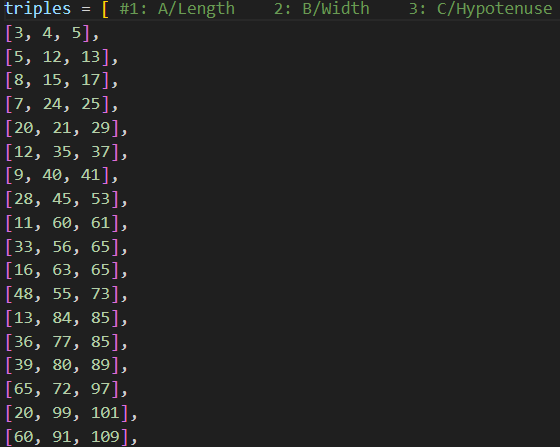 triples = [ #1: A/Length    2: B/Width    3: C/Hypotenuse
[3, 4, 5],
[5, 12, 13],
[8, 15, 17],
[7, 24, 25],
[20, 21, 29],
[12, 35, 37],
[9, 40, 41],
[28, 45, 53],
[11, 60, 61],
[33, 56, 65],
[16, 63, 65],
[48, 55, 73],
[13, 84, 85],
[36, 77, 85],
[39, 80, 89],
[65, 72, 97],
[20, 99, 101],
[60, 91, 109],